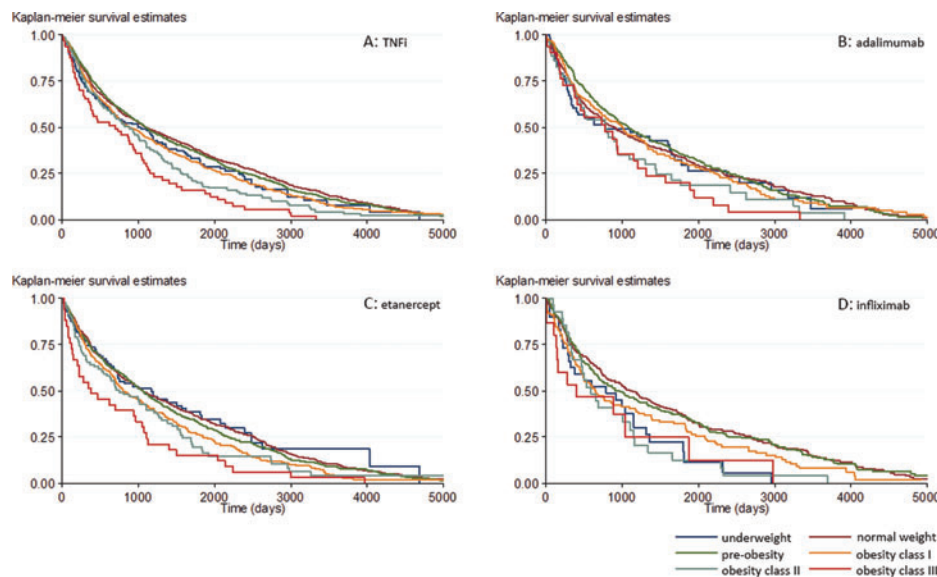 Kaplan-meier survival estimates
A: TNFi
1.00
0.75
0.50
0.25
0.00
0 1000 2000 3000 4000 5000
Time (days)
Kaplan-meier survival estimates
B: adalimumab
1.00
0.75
0.50
0.25
0.00
0 1000 2000 3000 4000 5000
Time (days)
Kaplan-meier survival estimates
C: etanercept
1.00
0.75
0.50
0.25
0.00
0 1000 2000 3000 4000 5000
Time (days)
Kaplan-meier survival estimates
D: infliximab
1.00
0.75
0.50
0.25
0.00
0 1000 2000 3000 4000 5000
Time (days)
underweight normal weight
pre-obesity obesity class I
obesity class II obesity class III